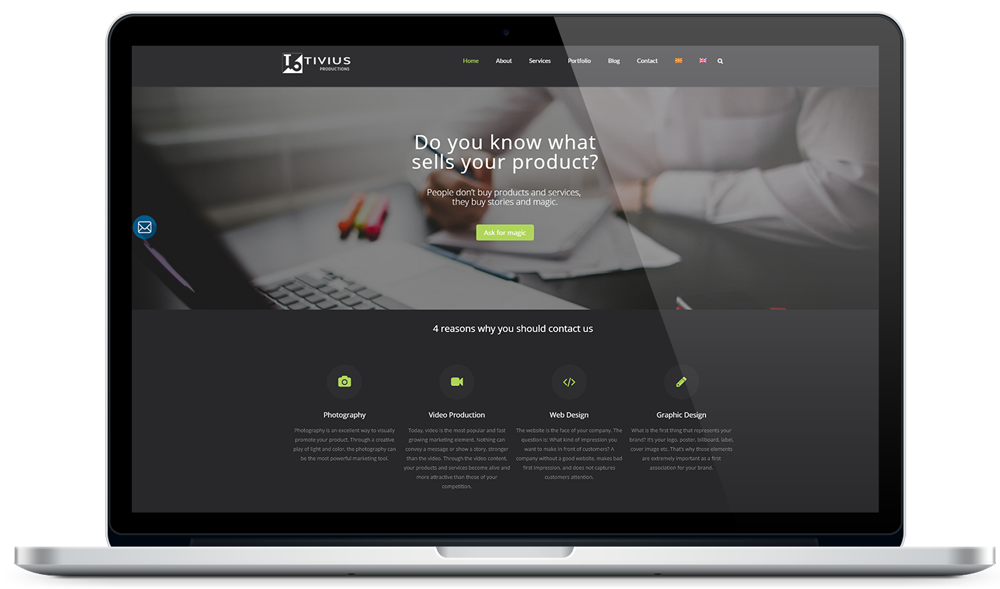 T6 TIVIUS
PRODUCTIONS
Home About Services Portfolio Blog Contact
Do you know what
sells your product?
People don't buy products and services,
they buy stories and magic.
Ask for magic
4 reasons why you should contact us
Photography
Photography is an excellent way to visually
promote your product. Through a creative
play of light and color, the photography can
be the most powerful marketing tool.
Video Production
Today, video is the most popular and fast
growing marketing element. Nothing can
convey a message or show a story, stronger
than the video. Through the video content,
your products and services become alive and
more attractive than those of your
competition.
Web Design
The website is the face of your company. The
question is: What kind of impression you
want to make in front of customers? A
company without a good website, makes bad
first impression, and does not captures
customers attention.
Graphic Design
What is the first thing that represents your
brand? It's your logo, poster, billboard, label,
cover image etc. That's why those elements
are extremely important as a first
association for your brand.